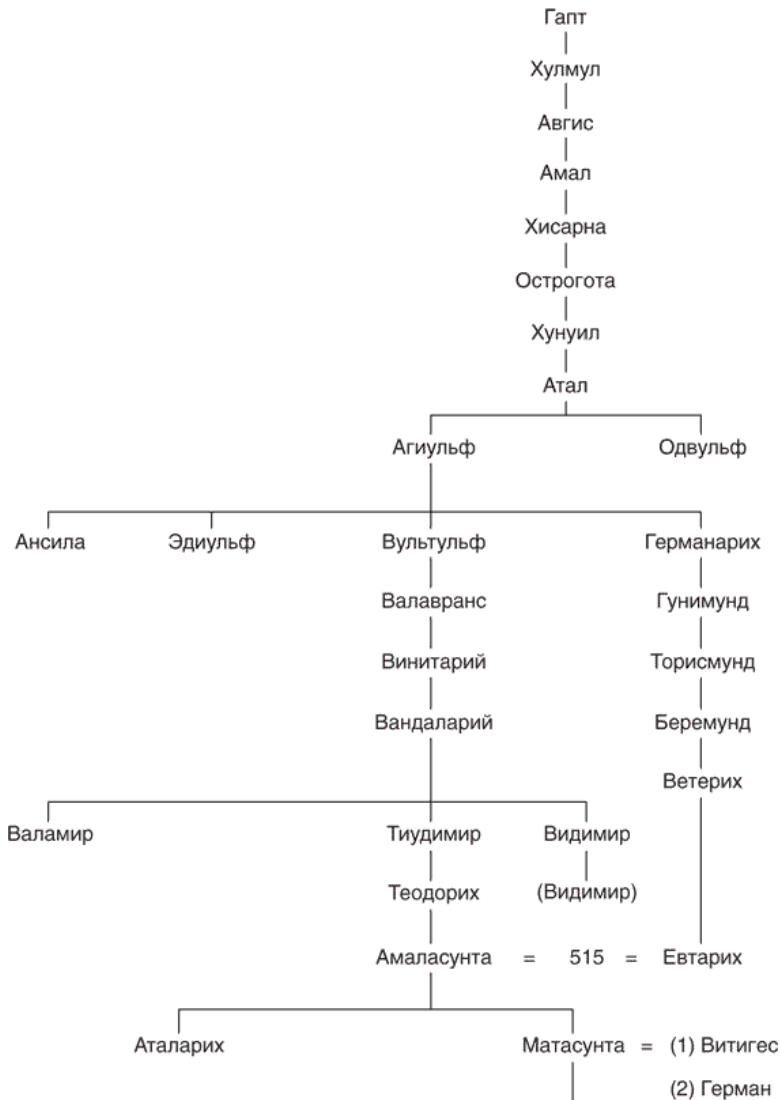 Гапт
Хулмул
Авгис
Амал
Хисарна
Острогота
Хунуил
Атал
Агиульф Одвульф
Ансила Эдиульф Вультульф Германарих
Валавранс Гунимунд
Винитарий Торисмунд
Вандаларий Беремунд
Ветерих
Валамир Тиудимир Видимир
Теодорих (Видимир)
Амаласунта = 515 = Евтарих
Аталарих Матасунта = (1) Витигес
(2) Герман